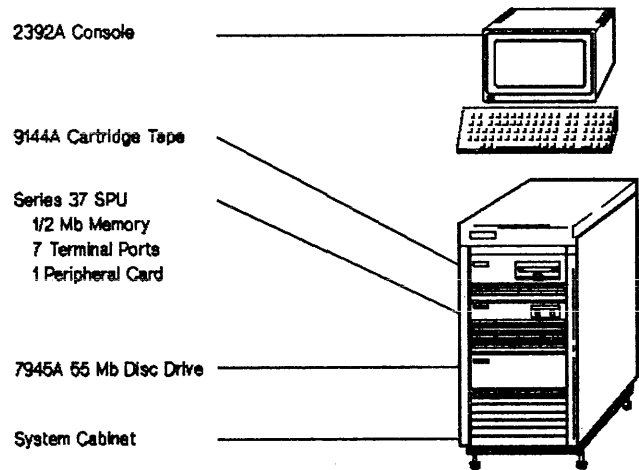 2392A Console
9144A Cartridge Tape
Series 37 SPU
1/2 Mb Memory
7 Terminal Ports
1 Peripheral Card
7945A 55 Mb Disc Drive
System Cabinet